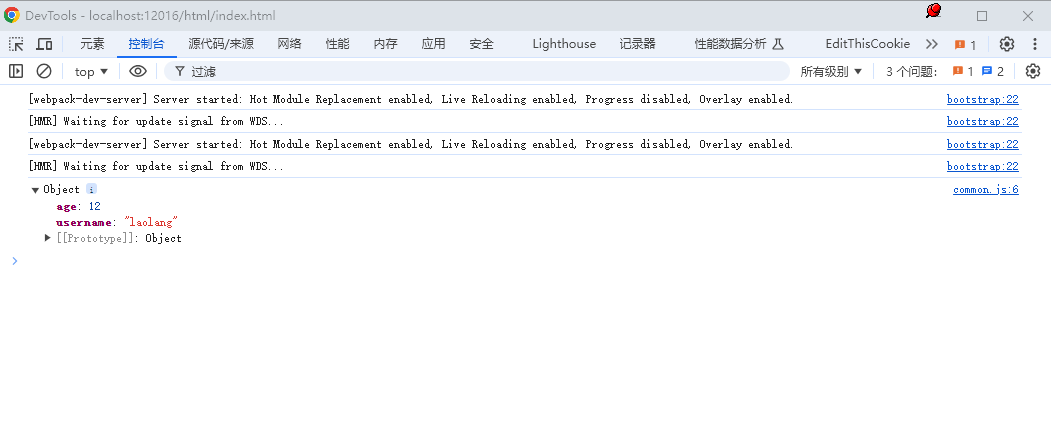 DevTools - localhost:12016/html/index.html
元素 控制台 源代码/来源 网络 性能 内存 应用 安全 Lighthouse 记录器 性能数据分析 EditThisCookie 1
top 过滤 所有级别 3 个问题: 1 2
[webpack-dev-server] Server started: Hot Module Replacement enabled, Live Reloading enabled, Progress disabled, Overlay enabled. bootstrap:22
[HMR] Waiting for update signal from WDS... bootstrap:22
[webpack-dev-server] Server started: Hot Module Replacement enabled, Live Reloading enabled, Progress disabled, Overlay enabled. bootstrap:22
[HMR] Waiting for update signal from WDS... bootstrap:22
Object i common.js:6
age: 12
username: "laolang"
[[Prototype]]: Object